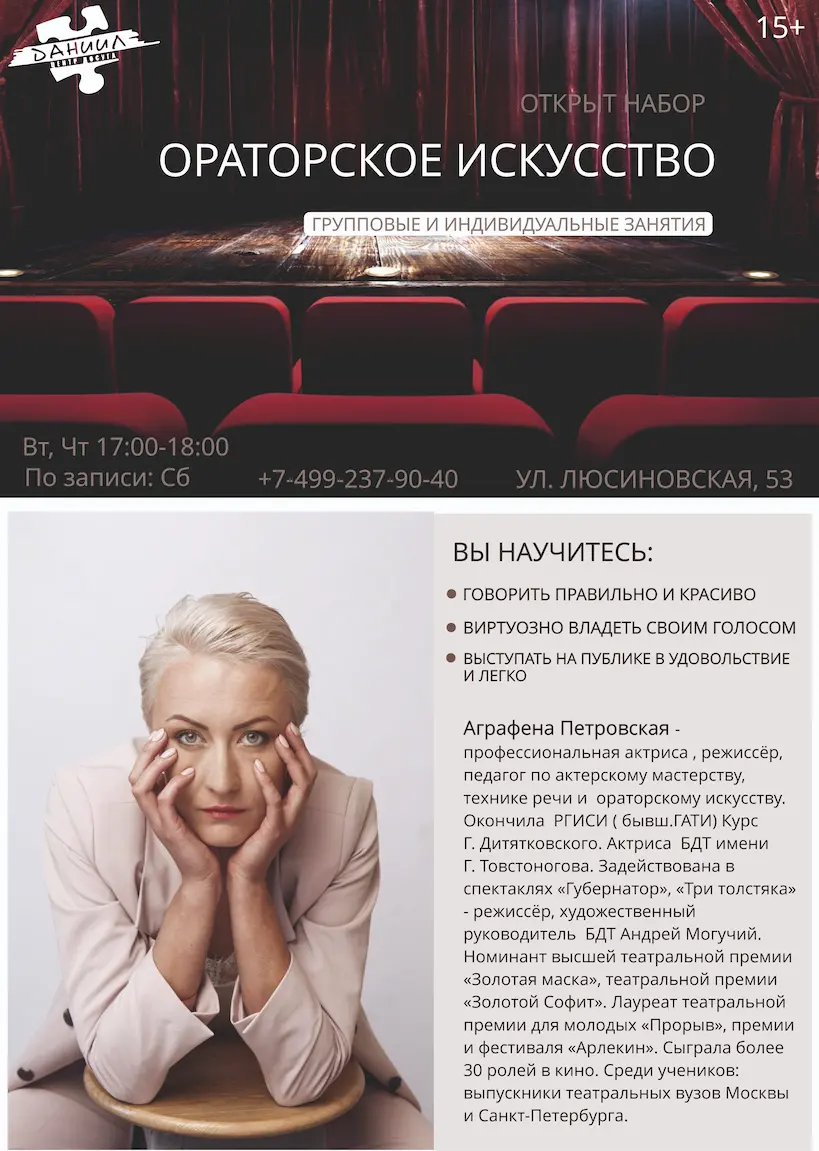 ДАНИИЛ
ЦЕНТР ДОСУГА
15+
ОТКРЫТ НАБОР
ОРАТОРСКОЕ ИСКУССТВО
ГРУППОВЫЕ И ИНДИВИДУАЛЬНЫЕ ЗАНЯТИЯ
Вт, Чт 17:00-18:00
По записи: Сб
+7-499-237-90-40
УЛ. ЛЮСИНОВСКАЯ, 53
ВЫ НАУЧИТЕСЬ:
• ГОВОРИТЬ ПРАВИЛЬНО И КРАСИВО
• ВИРТУОЗНО ВЛАДЕТЬ СВОИМ ГОЛОСОМ
• ВЫСТУПАТЬ НА ПУБЛИКЕ В УДОВОЛЬСТВИЕ
И ЛЕГКО
Аграфена Петровская -
профессиональная актриса , режиссёр,
педагог по актерскому мастерству,
технике речи и ораторскому искусству.
Окончила РГИСИ ( бывш.ГАТИ) Курс
Г. Дитятковского. Актриса БДТ имени
Г. Товстоногова. Задействована в
спектаклях «Губернатор», «Три толстяка»
- режиссёр, художественный
руководитель БДТ Андрей Могучий.
Номинант высшей театральной премии
«Золотая маска», театральной премии
«Золотой Софит». Лауреат театральной
премии для молодых «Прорыв», премии
и фестиваля «Арлекин». Сыграла более
30 ролей в кино. Среди учеников:
выпускники театральных вузов Москвы
и Санкт-Петербурга.